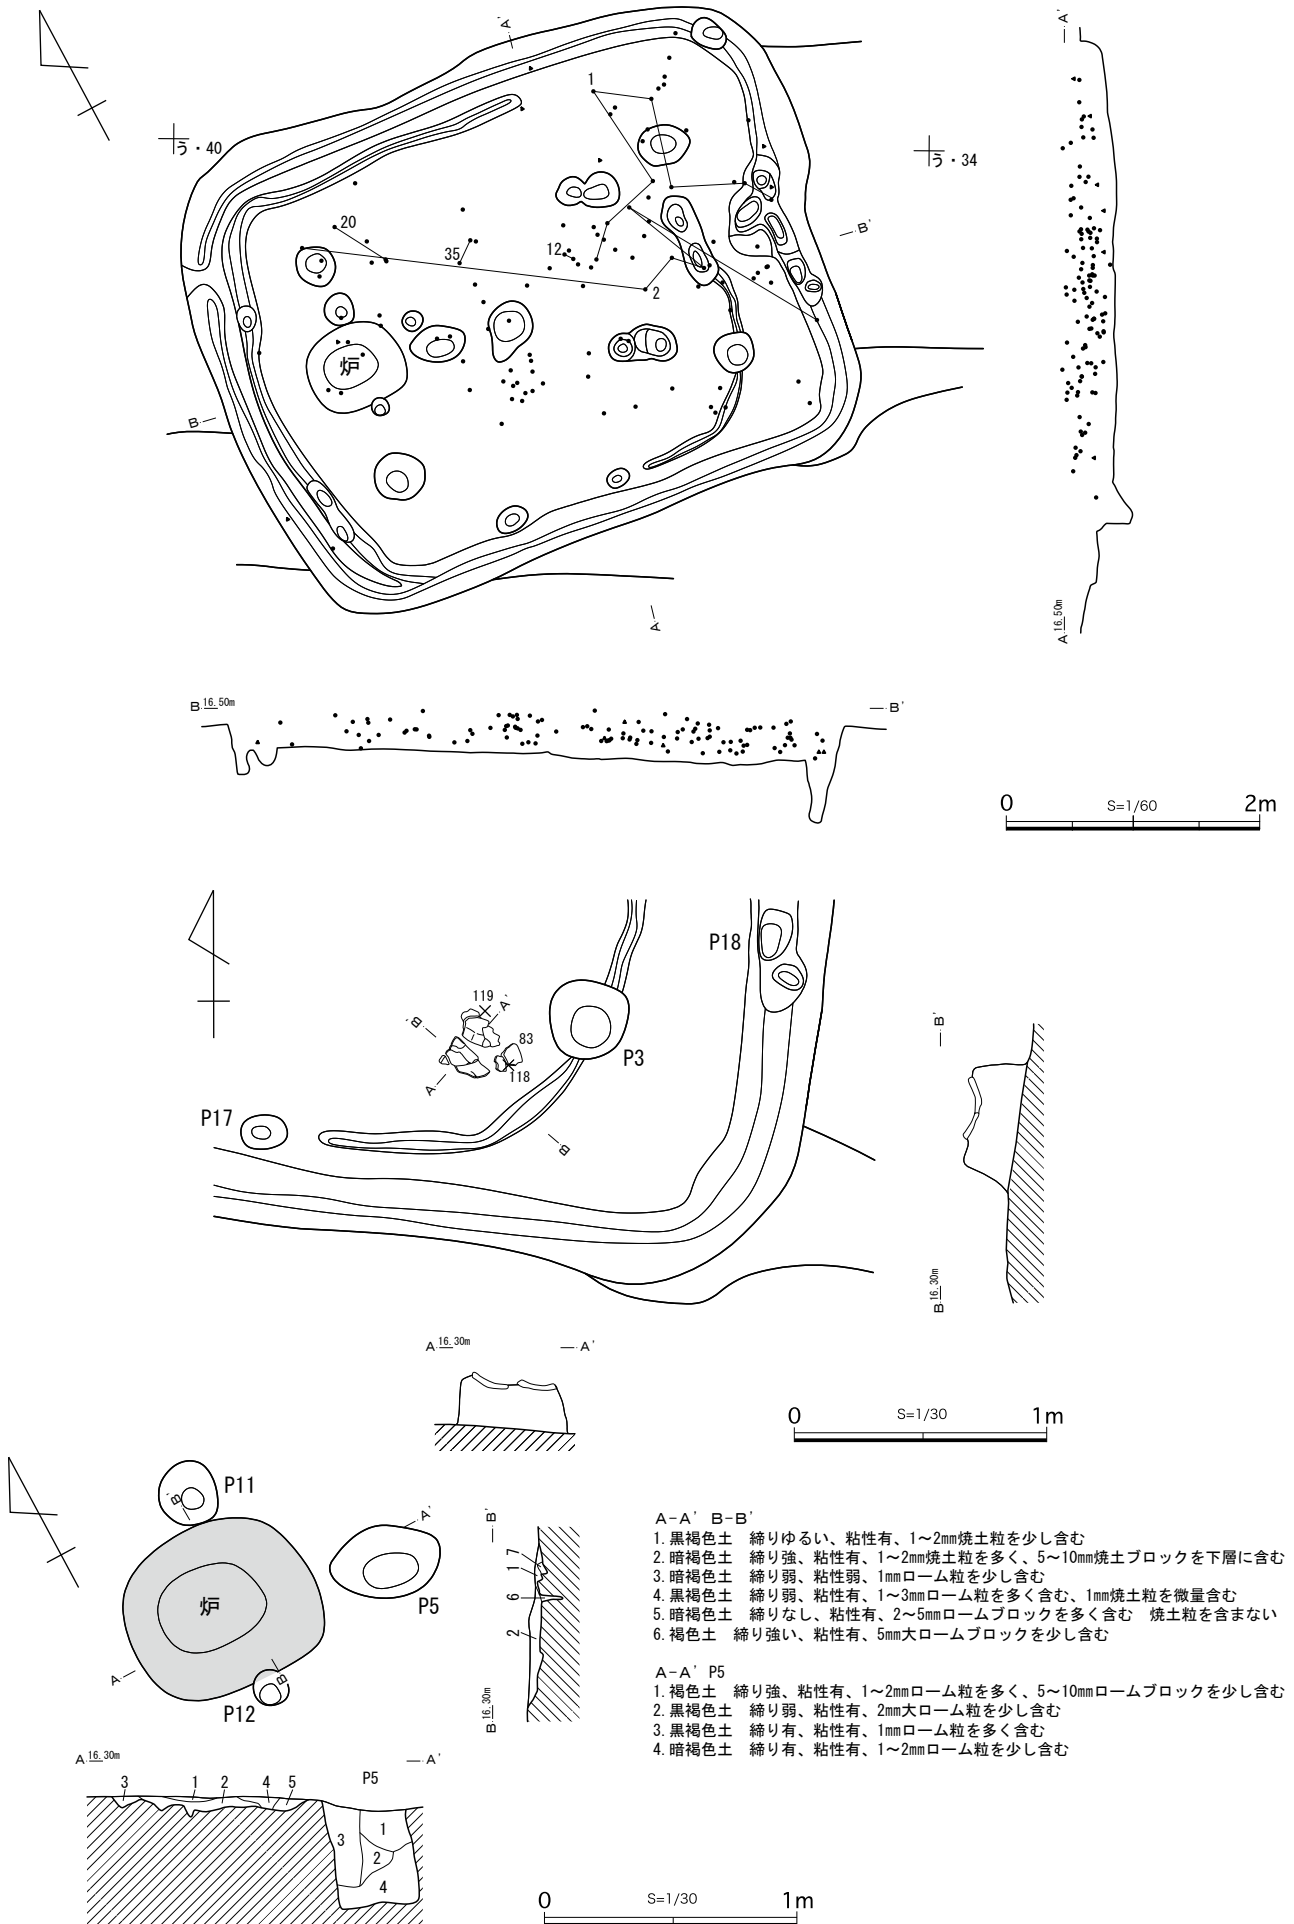 A'
A'
1
う・40
う・34
20
35
12
B'
2
炉
B
A
A 16.50m
B 16.50m
B'
0 S=1/60 2m
P18
119
A'
B'
83
P3
118
A
P17
B
B'
B 16.30m
A 16.30m
A'
0 S=1/30 1m
P11
B'
A'
炉
P5
A
B
P12
B'
7
1
6
2
B 16.30m
A-A' B-B'
1.黒褐色土 締りゆるい、粘性有、1～2㎜焼土粒を少し含む
2.暗褐色土 締り強、粘性有、1～2㎜焼土粒を多く、5～10㎜焼土ブロックを下層に含む
3.暗褐色土 締り弱、粘性弱、1㎜ローム粒を少し含む
4.黒褐色土 締り弱、粘性有、1～3㎜ローム粒を多く含む、1㎜焼土粒を微量含む
5.暗褐色土 締りなし、粘性有、2～5㎜ロームブロックを多く含む 焼土粒を含まない
6.褐色土 締り強い、粘性有、5㎜大ロームブロックを少し含む
A-A' P5
1.褐色土 締り強、粘性有、1～2㎜ローム粒を多く、5～10㎜ロームブロックを少し含む
2.黒褐色土 締り弱、粘性有、2㎜大ローム粒を少し含む
3.黒褐色土 締り有、粘性有、1㎜ローム粒を多く含む
4.暗褐色土 締り有、粘性有、1～2㎜ローム粒を少し含む
A 16.30m
A'
P5
3 1 2 4 5
1
3
2
4
0 S=1/30 1m